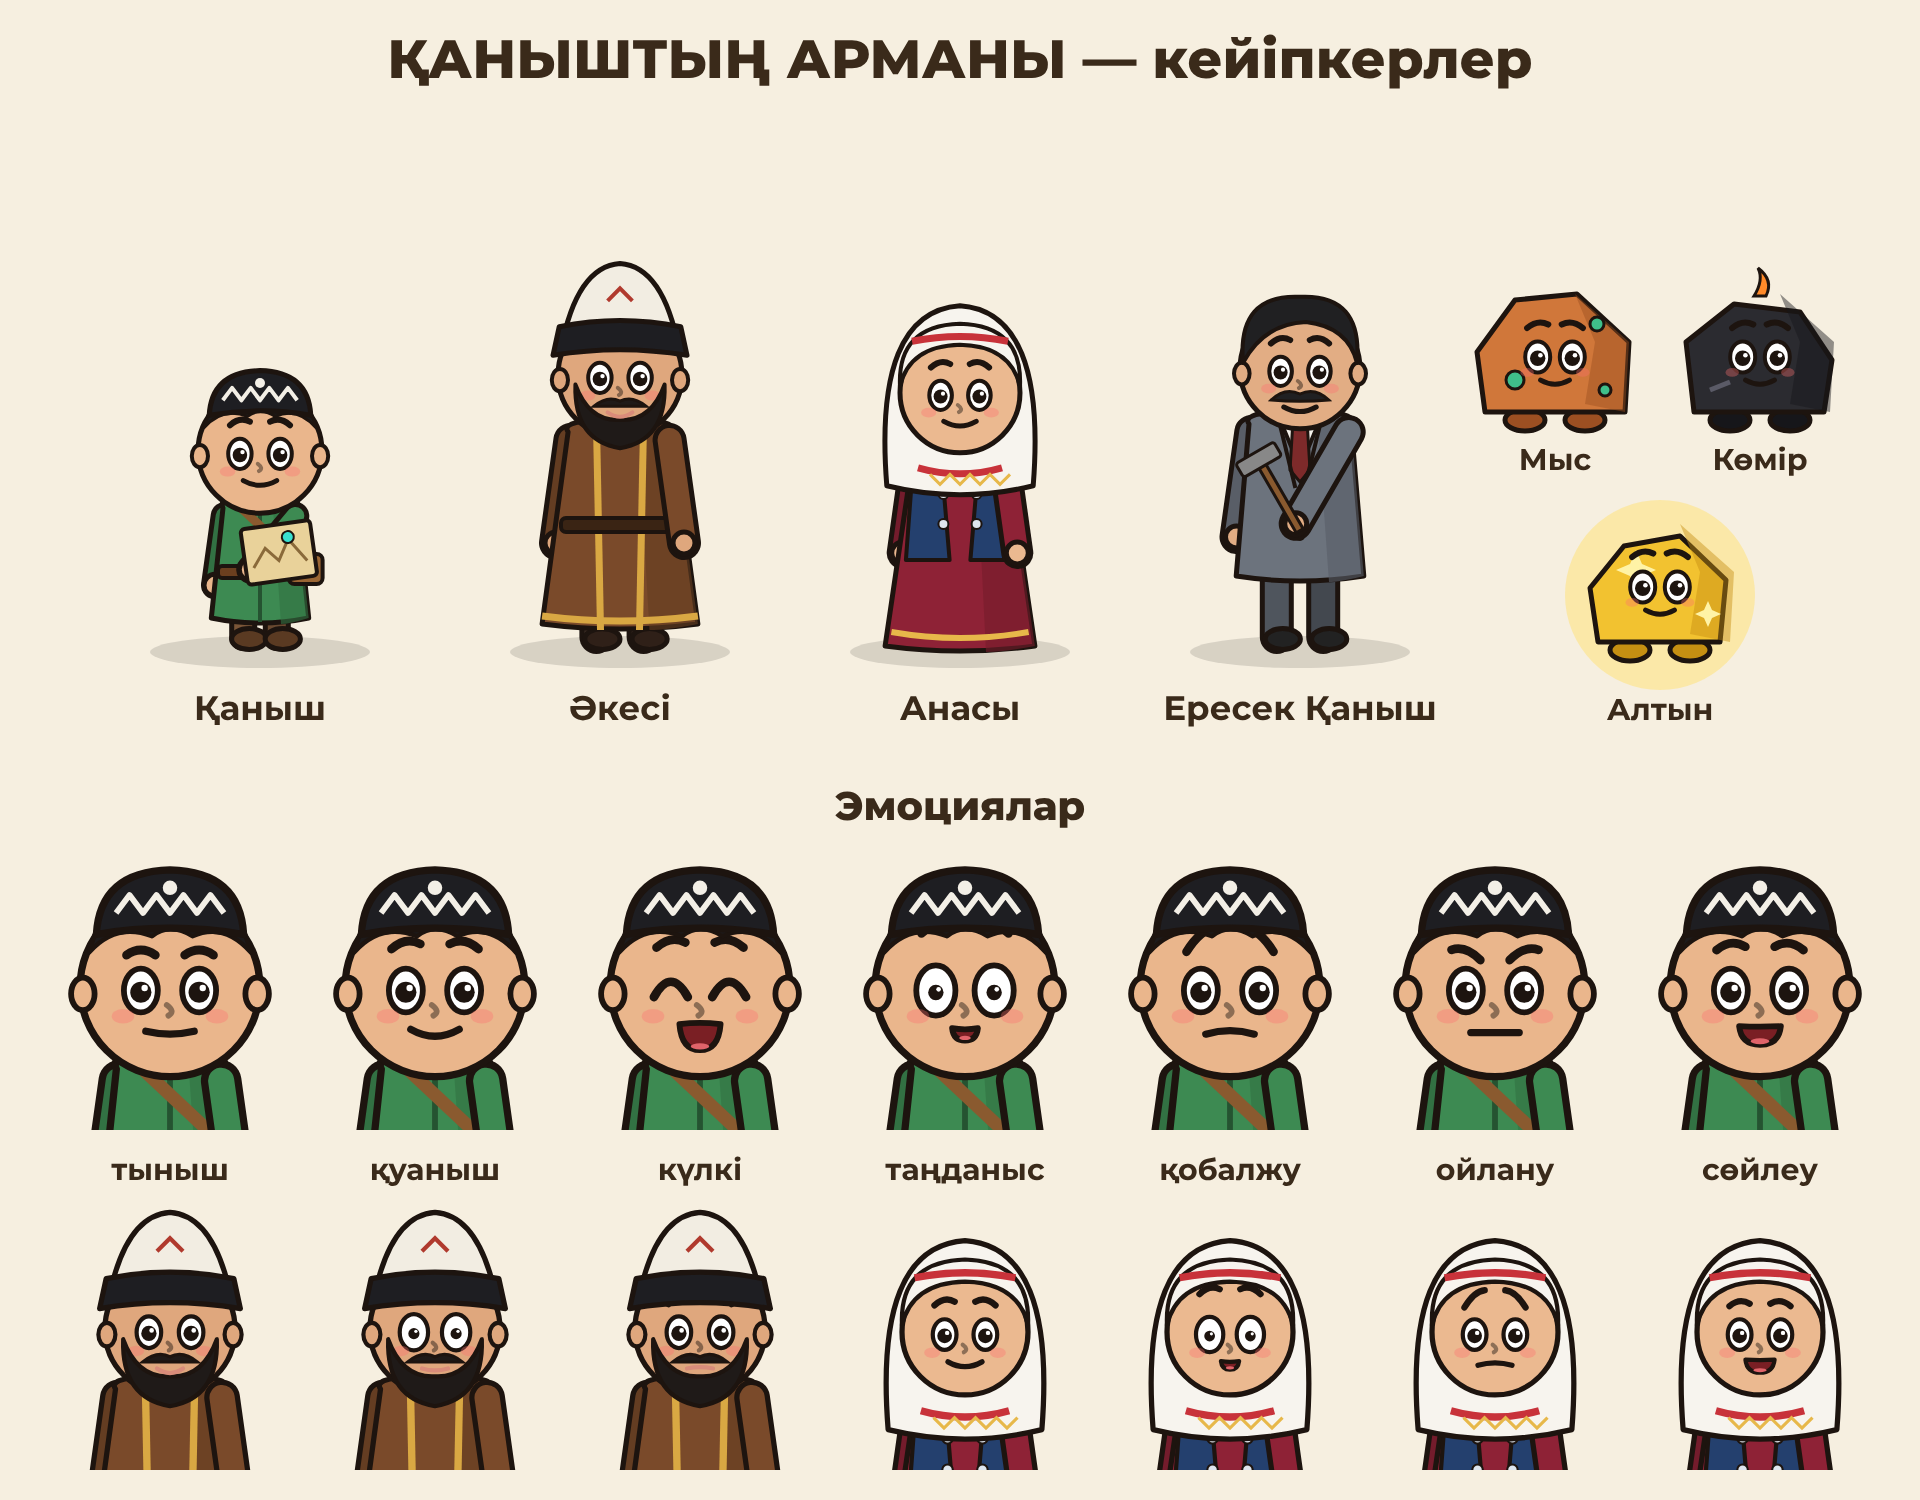 ҚАНЫШТЫҢ АРМАНЫ — кейіпкерлер
Мыс
Көмір
Қаныш
Әкесі
Анасы
Ересек Қаныш
Алтын
Эмоциялар
тыныш
қуаныш
күлкі
таңданыс
қобалжу
ойлану
сөйлеу